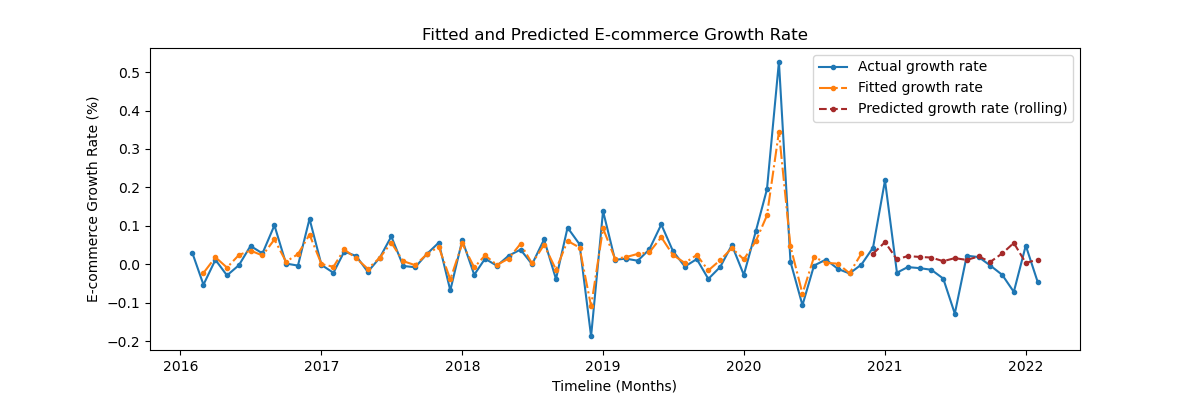 Fitted and Predicted E-commerce Growth Rate
Actual growth rate
Fitted growth rate
Predicted growth rate (rolling)
E-commerce Growth Rate (%)
0.5
0.4
0.3
0.2
0.1
0.0
−0.1
−0.2
2016 2017 2018 2019 2020 2021 2022
Timeline (Months)